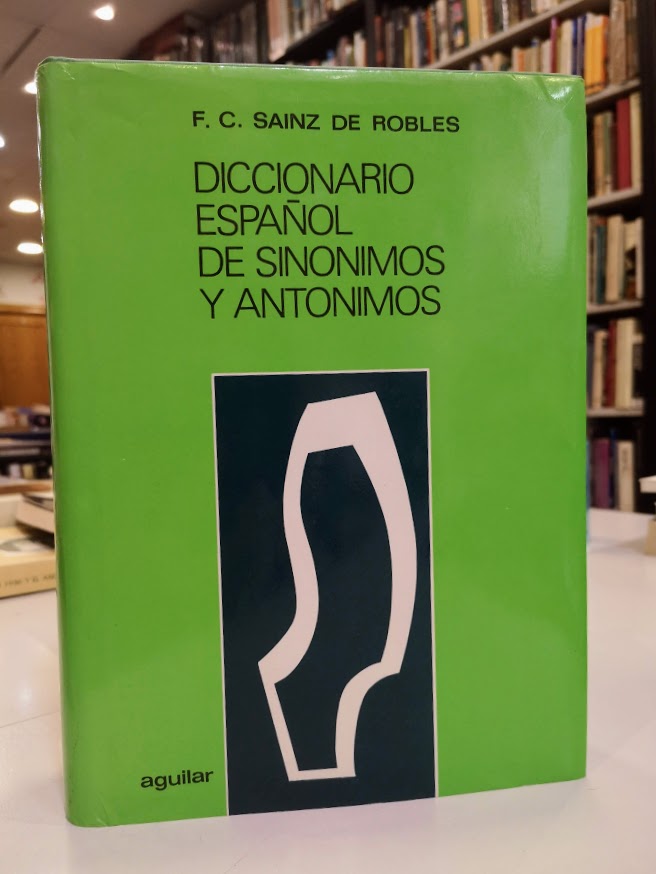 F. C. SAINZ DE ROBLES
DICCIONARIO
ESPAÑOL
DE SINONIMOS
Y ANTONIMOS
aguilar